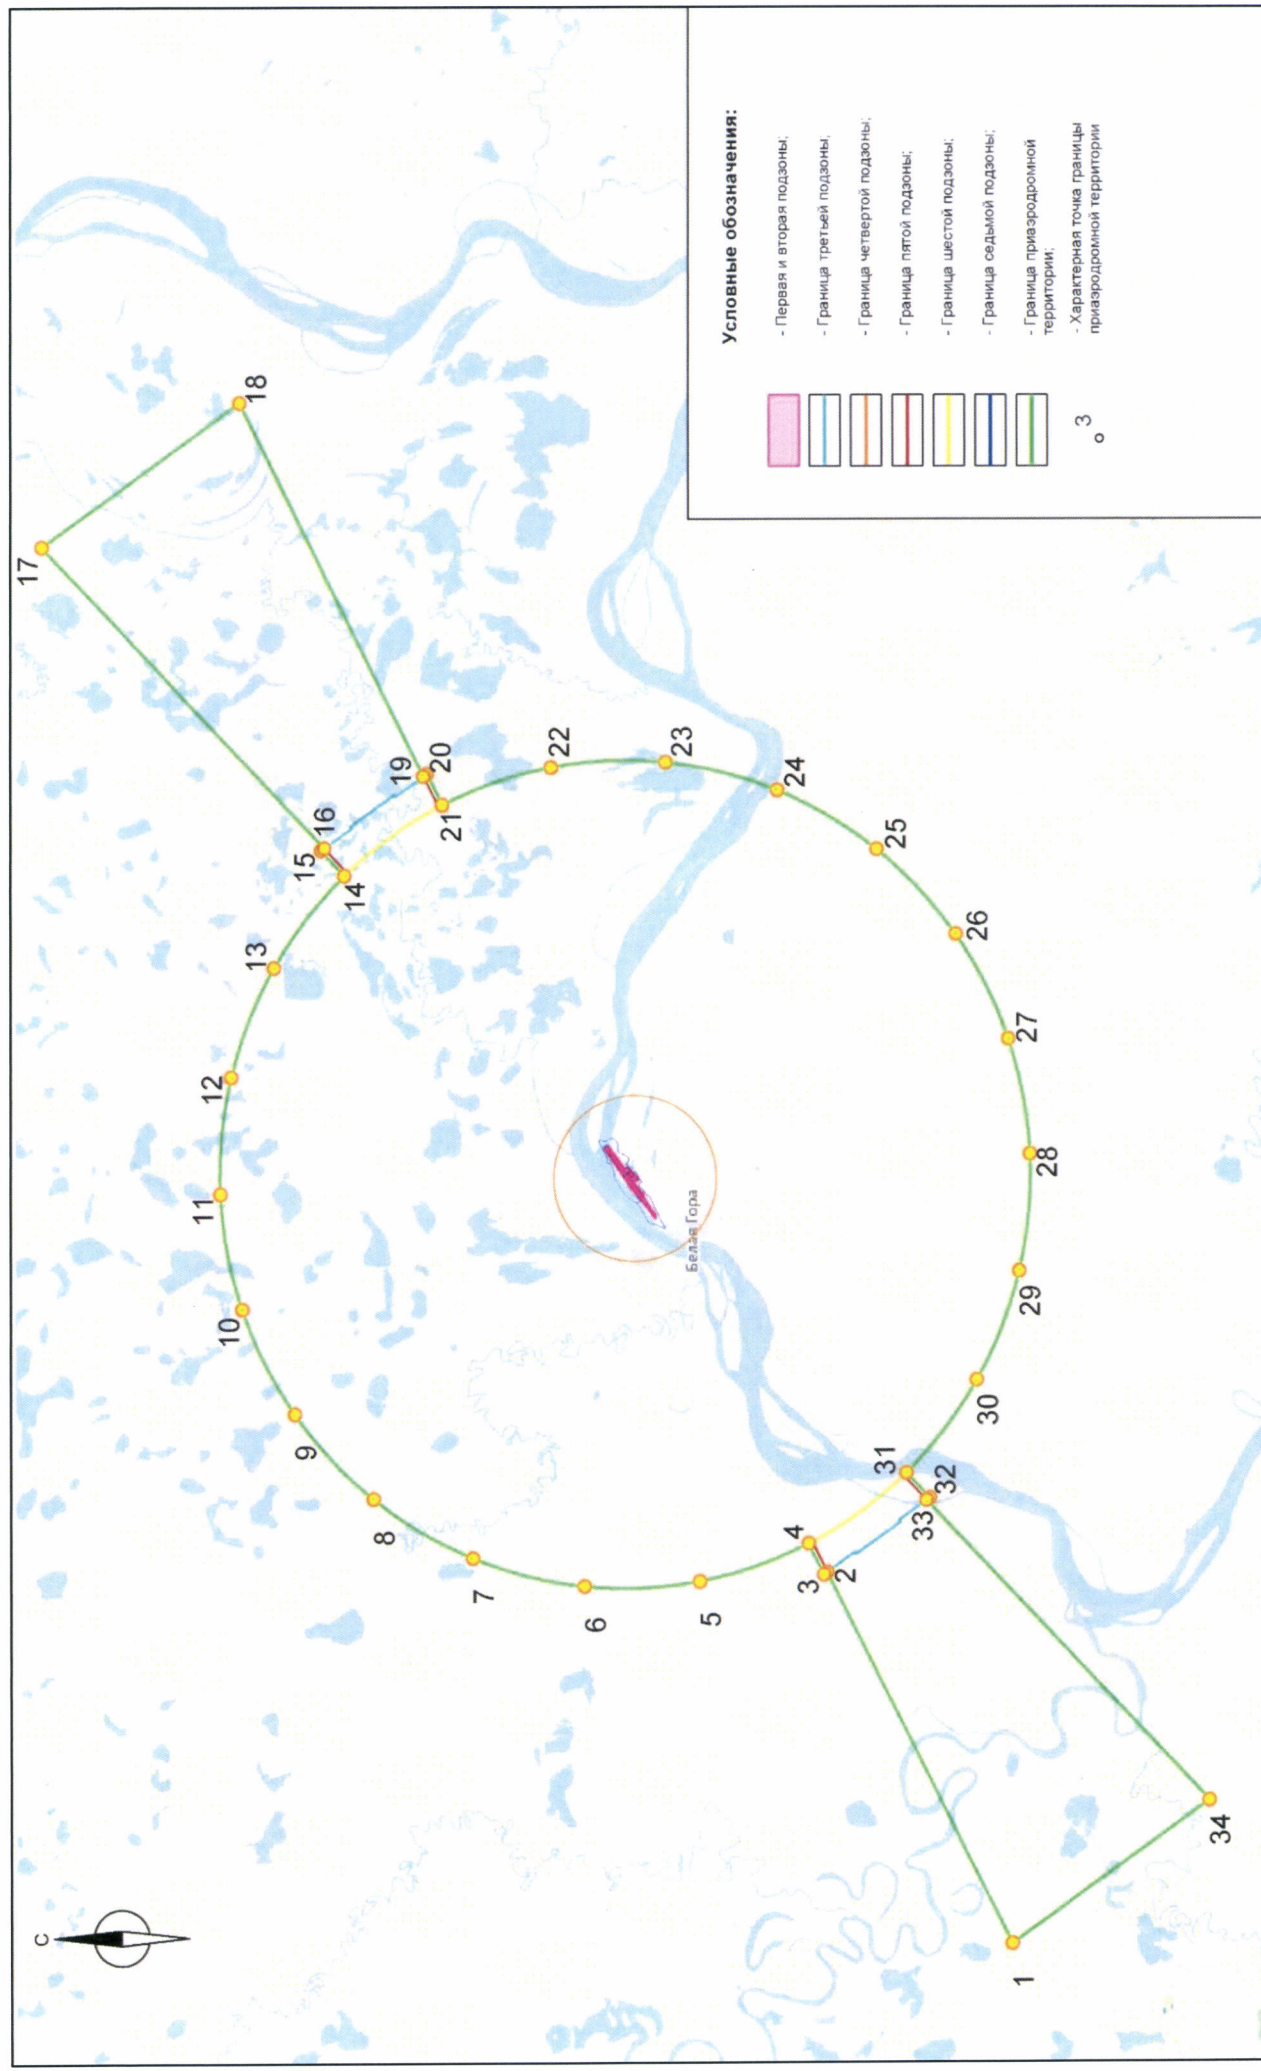 С
17
18
16
15
19
20
14
21
13
22
12
23
11
24
10
25
9
26
8
27
7
28
6
29
5
30
4
31
3
2
32
33
1
34
Белая Гора
Условные обозначения:
- Первая и вторая подзоны;
- Граница третьей подзоны;
- Граница четвертой подзоны;
- Граница пятой подзоны;
- Граница шестой подзоны;
- Граница седьмой подзоны;
- Граница приаэродромной
территории;
3
- Характерная точка границы
приаэродромной территории